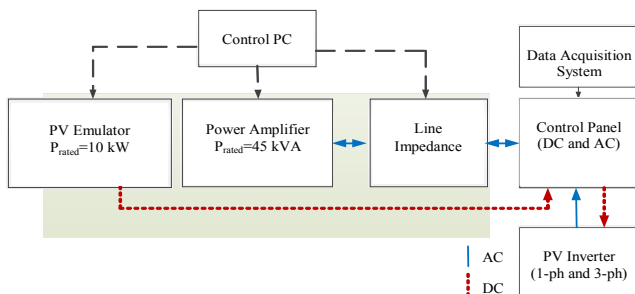 Control PC
Data Acquisition
System
PV Emulator
Prated=10 kW
Power Amplifier
Prated=45 kVA
Line
Impedance
Control Panel
(DC and AC)
AC
DC
PV Inverter
(1-ph and 3-ph)